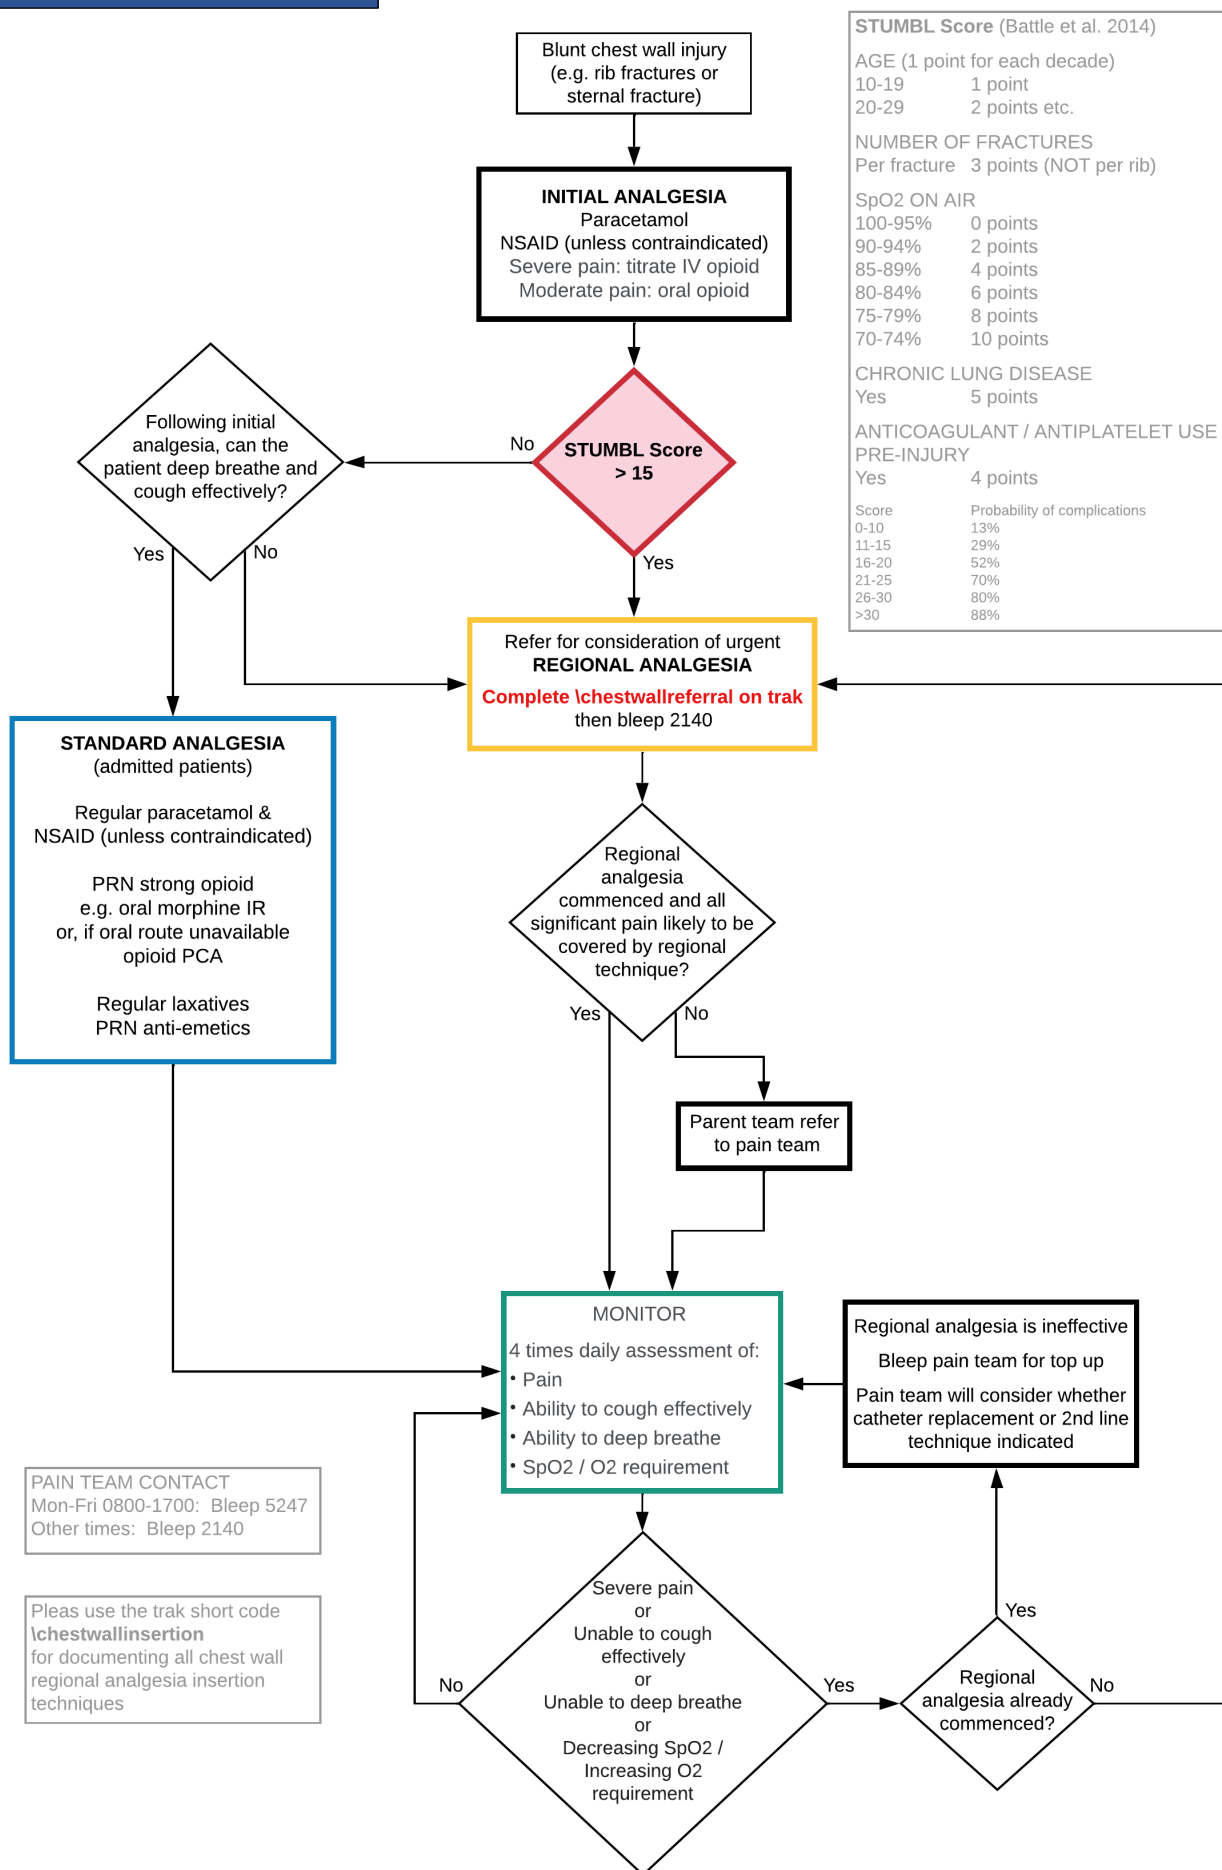 Blunt chest wall injury
(e.g. rib fractures or
sternal fracture)
INITIAL ANALGESIA
Paracetamol
NSAID (unless contraindicated)
Severe pain: titrate IV opioid
Moderate pain: oral opioid
STUMBL Score (Battle et al. 2014)
AGE (1 point for each decade)
10-19 1 point
20-29 2 points etc.
NUMBER OF FRACTURES
Per fracture 3 points (NOT per rib)
SpO2 ON AIR
100-95% 0 points
90-94% 2 points
85-89% 4 points
80-84% 6 points
75-79% 8 points
70-74% 10 points
CHRONIC LUNG DISEASE
Yes 5 points
ANTICOAGULANT / ANTIPLATELET USE
PRE-INJURY
Yes 4 points
Score Probability of complications
0-10 13%
11-15 29%
16-20 52%
21-25 70%
26-30 80%
>30 88%
STUMBL Score
> 15
No
Yes
Following initial
analgesia, can the
patient deep breathe and
cough effectively?
Yes
No
Refer for consideration of urgent
REGIONAL ANALGESIA
Complete \chestwallreferral on trak
then bleep 2140
STANDARD ANALGESIA
(admitted patients)
Regular paracetamol &
NSAID (unless contraindicated)
PRN strong opioid
e.g. oral morphine IR
or, if oral route unavailable
opioid PCA
Regular laxatives
PRN anti-emetics
Regional
analgesia
commenced and all
significant pain likely to be
covered by regional
technique?
Yes
No
Parent team refer
to pain team
MONITOR
4 times daily assessment of:
• Pain
• Ability to cough effectively
• Ability to deep breathe
• SpO2 / O2 requirement
Regional analgesia is ineffective
Bleep pain team for top up
Pain team will consider whether
catheter replacement or 2nd line
technique indicated
PAIN TEAM CONTACT
Mon-Fri 0800-1700: Bleep 5247
Other times: Bleep 2140
Pleas use the trak short code
\chestwallinsertion
for documenting all chest wall
regional analgesia insertion
techniques
Severe pain
or
Unable to cough
effectively
or
Unable to deep breathe
or
Decreasing SpO2 /
Increasing O2
requirement
No
Yes
Regional
analgesia already
commenced?
Yes
No